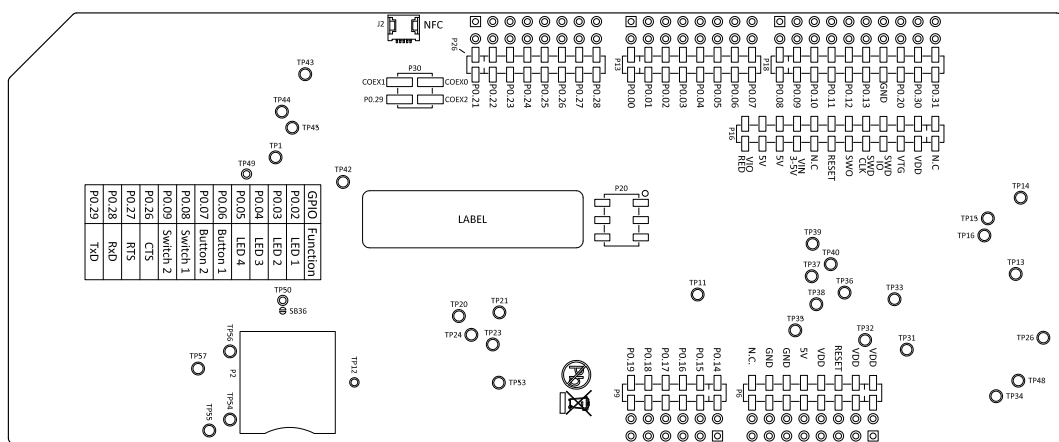 J2 NFC
P26
P30
COEX1 COEX0
P0.29 COEX2
P0.21 P0.22 P0.23 P0.24 P0.25 P0.26 P0.27 P0.28
P13
P0.00 P0.01 P0.02 P0.03 P0.04 P0.05 P0.06 P0.07
P18
P0.08 P0.09 P0.10 P0.11 P0.12 P0.13 GND P0.20 P0.30 P0.31
P16
VIO RED 5V 5V VIN 3-5V N.C RESET SWO SWD CLK SWD IO VTG VDD N.C
TP43
TP44
TP45
TP1
TP49
TP42
GPIO Function
P0.02 LED 1
P0.03 LED 2
P0.04 LED 3
P0.05 LED 4
P0.06 Button 1
P0.07 Button 2
P0.08 Switch 1
P0.09 Switch 2
P0.26 CTS
P0.27 RTS
P0.28 RxD
P0.29 TxD
LABEL
P20
TP14
TP15
TP16
TP39
TP40
TP37
TP13
TP36
TP38
TP33
TP11
TP50
SB36
TP20
TP21
TP24
TP23
TP35
TP32
TP31
TP26
TP56
TP57
P2
TP12
TP53
TP54
TP55
TP48
TP34
P9
P0.19 P0.18 P0.17 P0.16 P0.15 P0.14
P6
N.C. GND GND 5V VDD RESET VDD VDD